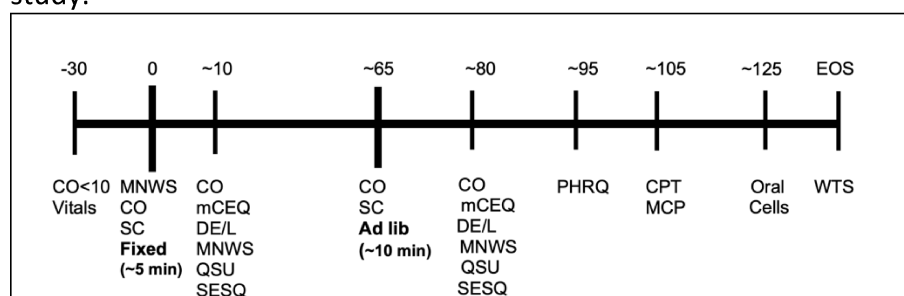 study.
-30 0 ~10 ~65 ~80 ~95 ~105 ~125 EOS
CO<10 MNWS CO CO CO PHRQ CPT Oral WTS
Vitals CO mCEQ SC mCEQ MCP Cells
SC DE/L Ad lib DE/L
Fixed MNWS (~10 min) MNWS
(~5 min) QSU QSU
SESQ SESQ